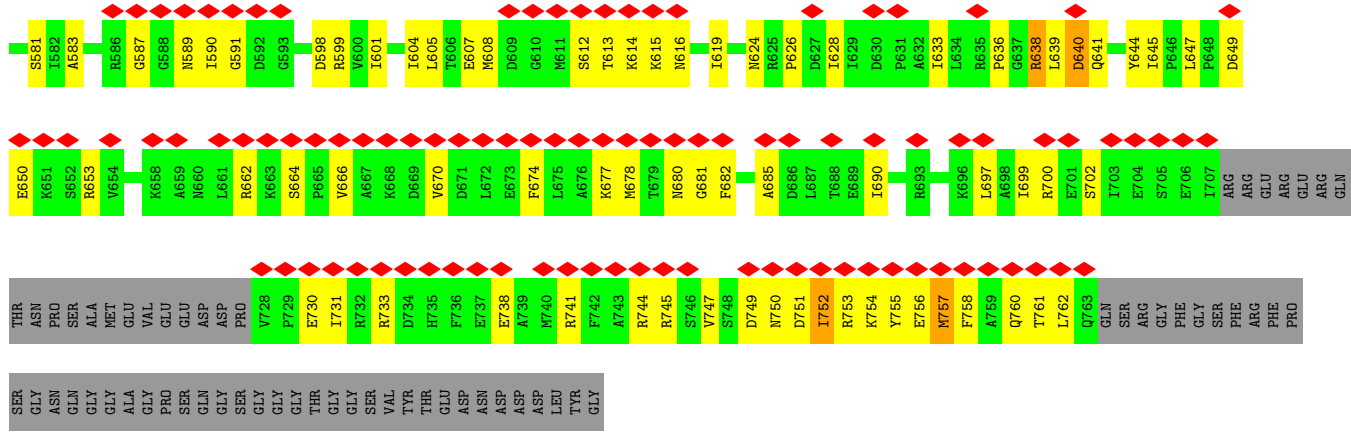 S581 I582 A583 R586 G587 G588 N589 I590 G591 D592 G593 D598 R599 V600 I601 I604 L605 T606 E607 M608 D609 G610 M611 S612 T613 K614 K615 N616 I619 N624 R625 P626 D627 I628 I629 D630 P631 A632 I633 L634 R635 P636 G637 R638 L639 D640 Q641 Y644 I645 P646 L647 P648 D649
E650 K651 S652 R653 V654 K658 A659 N660 L661 R662 K663 S664 P665 V666 A667 K668 D669 V670 D671 L672 E673 F674 L675 A676 K677 M678 T679 N680 G681 F682 A685 D686 L687 T688 E689 I690 R693 K696 L697 A698 I699 R700 E701 S702 I703 E704 S705 E706 I707 ARG ARG GLU ARG GLU ARG GLN
THR ASN PRO SER ALA MET GLU VAL GLU GLU ASP ASP PRO V728 P729 E730 I731 R732 R733 D734 H735 F736 E737 E738 A739 M740 R741 F742 A743 R744 R745 S746 V747 S748 D749 N750 D751 I752 R753 K754 Y755 E756 M757 F758 A759 Q760 T761 L762 Q763 GLN SER ARG GLY PHE GLY SER PHE ARG PHE PRO
SER GLY ASN GLN GLY GLY ALA GLY PRO SER GLN GLY SER GLY GLY GLY THR GLY GLY SER VAL TYR THR GLU ASP ASN ASP ASP ASP LEU TYR GLY